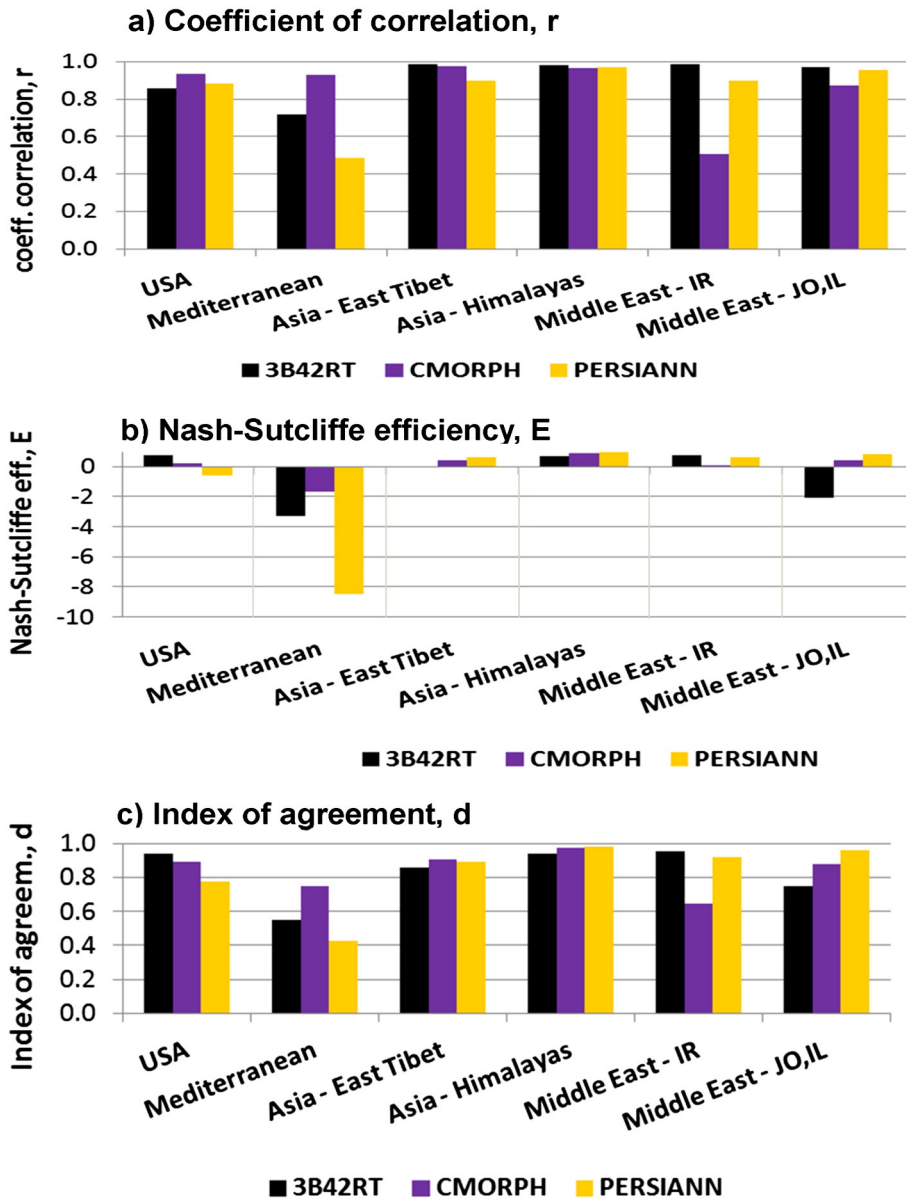 a) Coefficient of correlation, r
coeff. correlation, r
1.0
0.8
0.6
0.4
0.2
0.0
USA
Mediterranean
Asia - East Tibet
Asia - Himalayas
Middle East - IR
Middle East - JO,IL
3B42RT CMORPH PERSIANN
b) Nash-Sutcliffe efficiency, E
Nash-Sutcliffe eff., E
0
-2
-4
-6
-8
-10
USA
Mediterranean
Asia - East Tibet
Asia - Himalayas
Middle East - IR
Middle East - JO,IL
3B42RT CMORPH PERSIANN
c) Index of agreement, d
Index of agreem., d
1.0
0.8
0.6
0.4
0.2
0.0
USA
Mediterranean
Asia - East Tibet
Asia - Himalayas
Middle East - IR
Middle East - JO,IL
3B42RT CMORPH PERSIANN